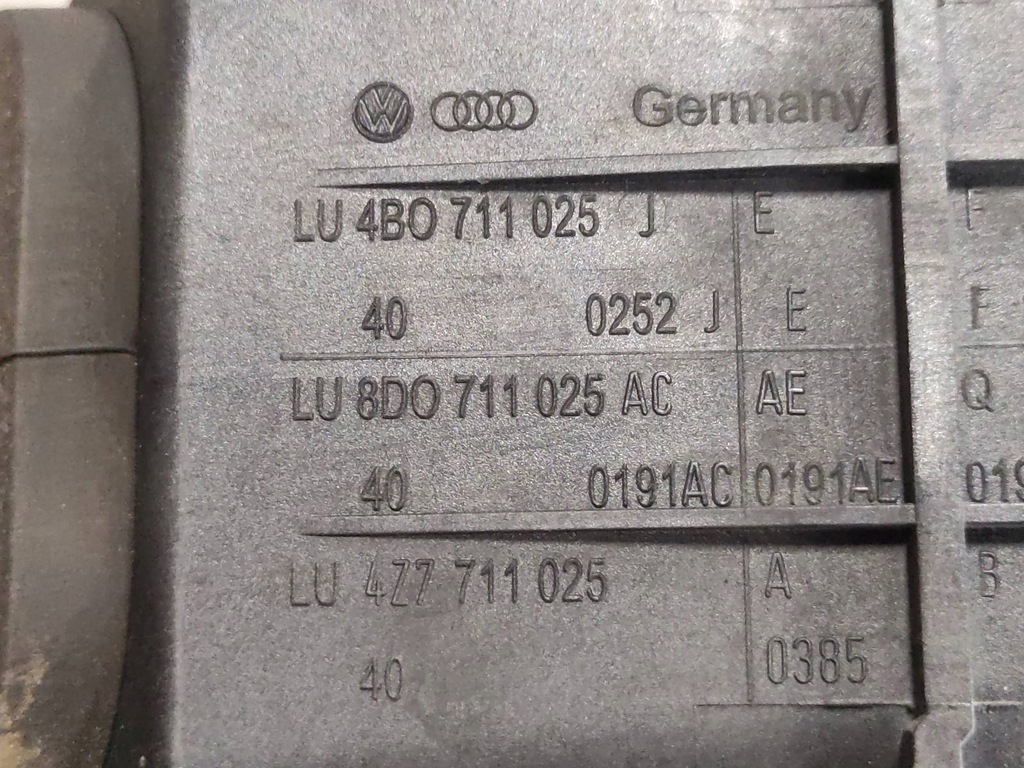 Germany
LU 4B0 711 025 J E F
40 0252 J E F
LU 8D0 711 025 AC AE Q
40 0191AC 0191AE 019
LU 4Z7 711 025 A B
40 0385